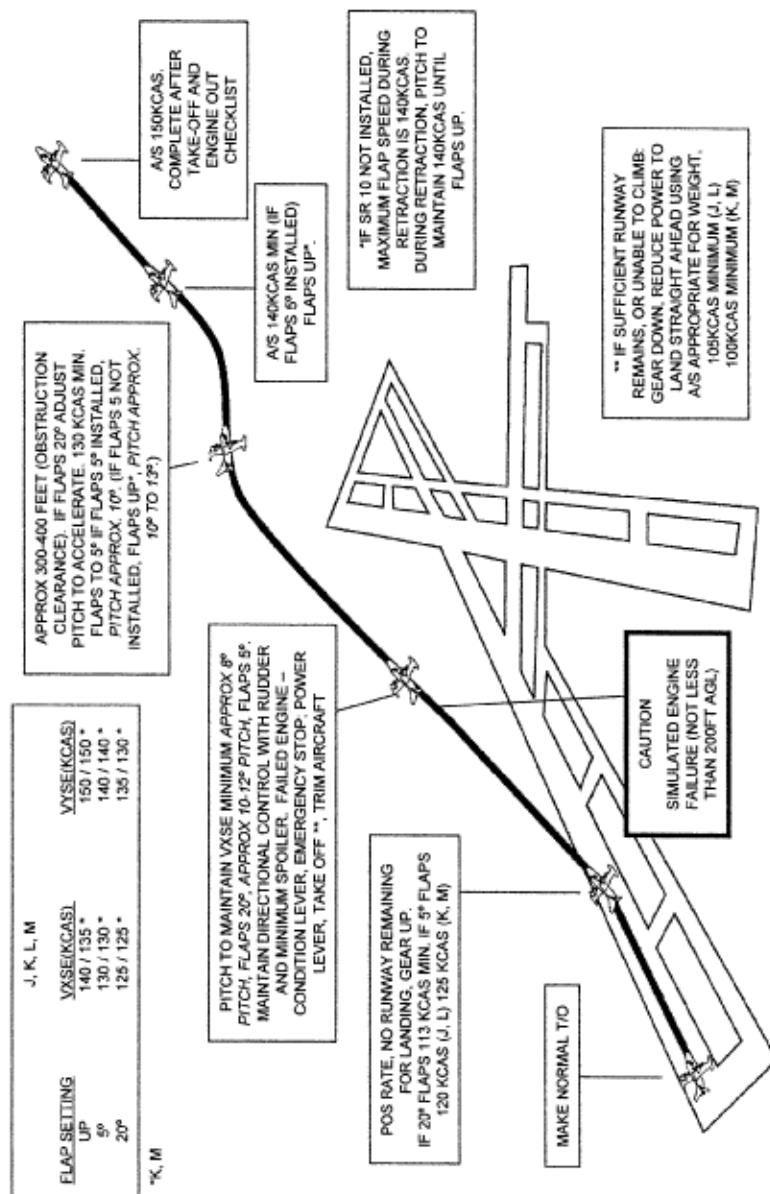 J, K, L, M
FLAP SETTING VXSE(KCAS) VYSE(KCAS)
UP 140 / 135 * 150 / 150 *
5º 130 / 130 * 140 / 140 *
20º 125 / 125 * 135 / 130 *
*K, M
APPROX 300-400 FEET (OBSTRUCTION
CLEARANCE). IF FLAPS 20º ADJUST
PITCH TO ACCELERATE. 130 KCAS MIN.
FLAPS TO 5º IF FLAPS 5º INSTALLED,
PITCH APPROX. 10º. (IF FLAPS 5 NOT
INSTALLED, FLAPS UP*, PITCH APPROX.
10º TO 13º.)
A/S 150KCAS.
COMPLETE AFTER
TAKE-OFF AND
ENGINE OUT
CHECKLIST
A/S 140KCAS MIN (IF
FLAPS 5º INSTALLED)
FLAPS UP*.
PITCH TO MAINTAIN VXSE MINIMUM APPROX 8º
PITCH, FLAPS 20º, APPROX 10-12º PITCH, FLAPS 5º.
MAINTAIN DIRECTIONAL CONTROL WITH RUDDER
AND MINIMUM SPOILER. FAILED ENGINE –
CONDITION LEVER, EMERGENCY STOP; POWER
LEVER, TAKE OFF **, TRIM AIRCRAFT
*IF SR 10 NOT INSTALLED,
MAXIMUM FLAP SPEED DURING
RETRACTION IS 140KCAS.
DURING RETRACTION, PITCH TO
MAINTAIN 140KCAS UNTIL
FLAPS UP.
POS RATE, NO RUNWAY REMAINING
FOR LANDING, GEAR UP.
IF 20º FLAPS 113 KCAS MIN. IF 5º FLAPS
120 KCAS (J, L) 125 KCAS (K, M)
MAKE NORMAL T/O
CAUTION
SIMULATED ENGINE
FAILURE (NOT LESS
THAN 200FT AGL)
** IF SUFFICIENT RUNWAY
REMAINS, OR UNABLE TO CLIMB:
GEAR DOWN, REDUCE POWER TO
LAND STRAIGHT AHEAD USING
A/S APPROPRIATE FOR WEIGHT,
105KCAS MINIMUM (J, L)
100KCAS MINIMUM (K, M)